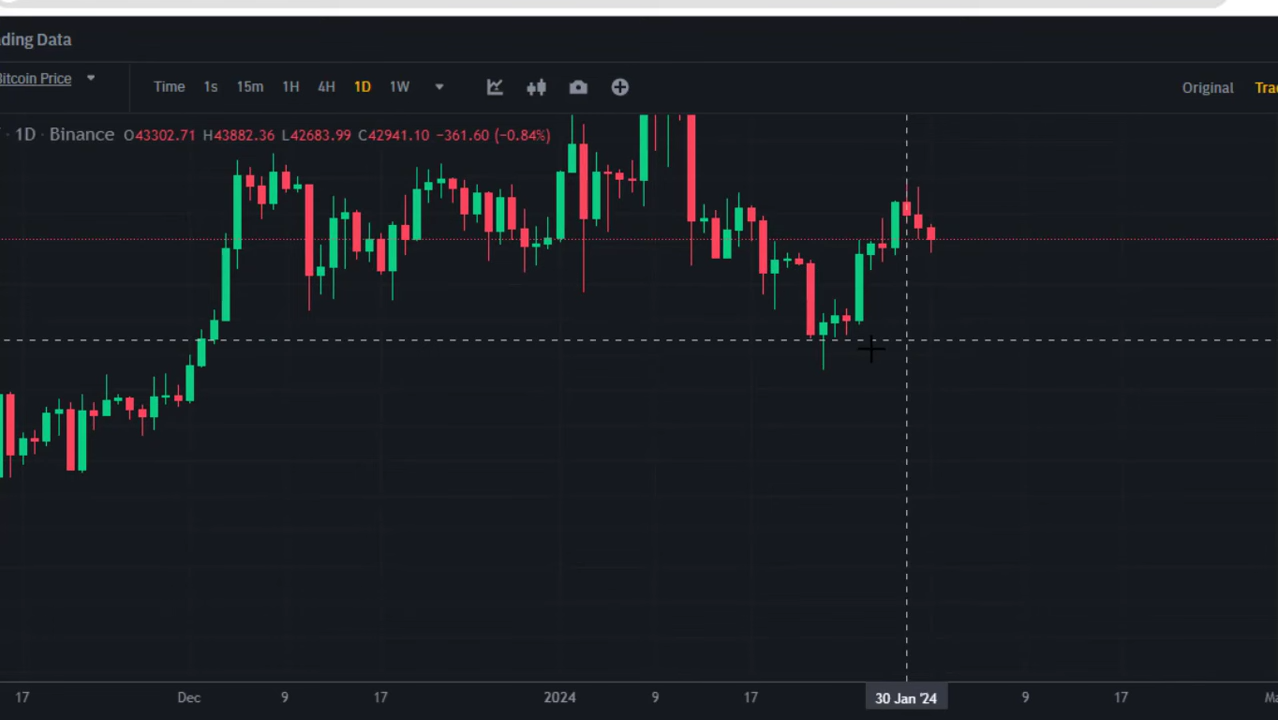 ding Data
itcoin Price
Time 1s 15m 1H 4H 1D 1W
Original Tra
· 1D · Binance O43302.71 H43882.36 L42683.99 C42941.10 −361.60 (−0.84%)
17 Dec 9 17 2024 9 17 30 Jan '24 9 17 Ma